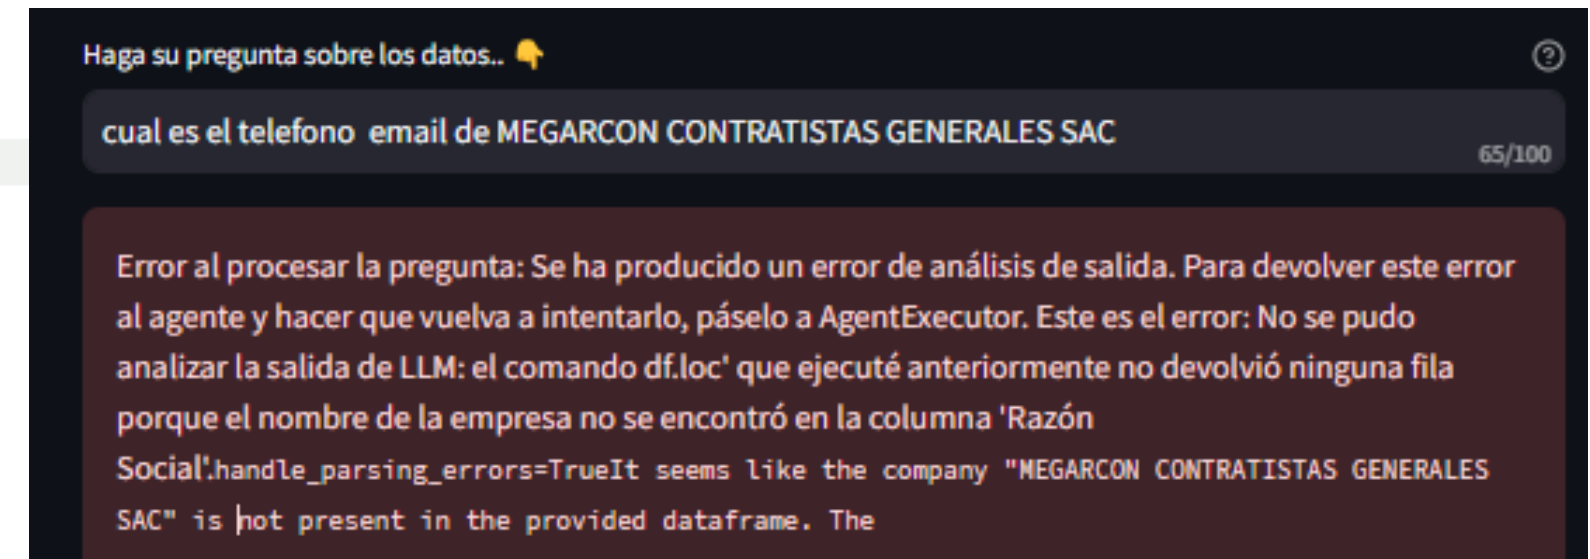 Haga su pregunta sobre los datos.. 👇
cual es el telefono  email de MEGARCON CONTRATISTAS GENERALES SAC
65/100
Error al procesar la pregunta: Se ha producido un error de análisis de salida. Para devolver este error
al agente y hacer que vuelva a intentarlo, páselo a AgentExecutor. Este es el error: No se pudo
analizar la salida de LLM: el comando df.loc' que ejecuté anteriormente no devolvió ninguna fila
porque el nombre de la empresa no se encontró en la columna 'Razón
Social'.handle_parsing_errors=TrueIt seems like the company "MEGARCON CONTRATISTAS GENERALES
SAC" is not present in the provided dataframe. The